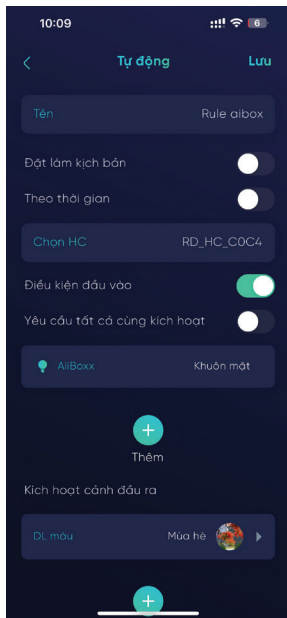 10:09
6
Tự động
Lưu
Tên
Rule aibox
Đặt làm kịch bản
Theo thời gian
Chọn HC
RD_HC_C0C4
Điều kiện đầu vào
Yêu cầu tất cả cùng kích hoạt
AiBoxx
Khuôn mặt
Thêm
Kích hoạt cảnh đầu ra
DL màu
Mùa hè